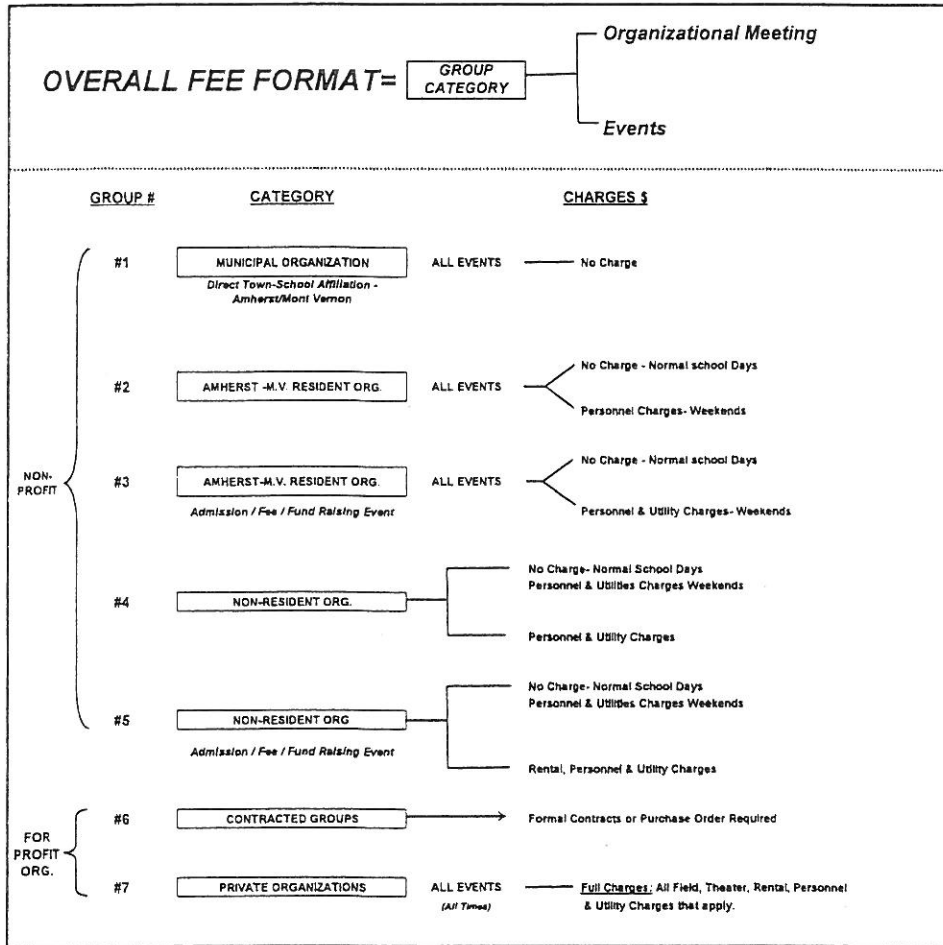 Organizational Meeting
OVERALL FEE FORMAT=
GROUP
CATEGORY
Events
GROUP #
CATEGORY
CHARGES $
NON-
PROFIT
#1
MUNICIPAL ORGANIZATION
ALL EVENTS
No Charge
Direct Town-School Affiliation -
Amherst/Mont Vernon
#2
AMHERST -M.V. RESIDENT ORG.
ALL EVENTS
No Charge - Normal school Days
Personnel Charges- Weekends
#3
AMHERST-M.V. RESIDENT ORG.
ALL EVENTS
No Charge - Normal school Days
Personnel & Utility Charges- Weekends
Admission / Fee / Fund Raising Event
#4
NON-RESIDENT ORG.
No Charge- Normal School Days
Personnel & Utilities Charges Weekends
Personnel & Utility Charges
#5
NON-RESIDENT ORG
No Charge- Normal School Days
Personnel & Utilities Charges Weekends
Admission / Fee / Fund Raising Event
Rental, Personnel & Utility Charges
FOR
PROFIT
ORG.
#6
CONTRACTED GROUPS
Formal Contracts or Purchase Order Required
#7
PRIVATE ORGANIZATIONS
ALL EVENTS
(All Times)
Full Charges: All Field, Theater, Rental, Personnel
& Utility Charges that apply.